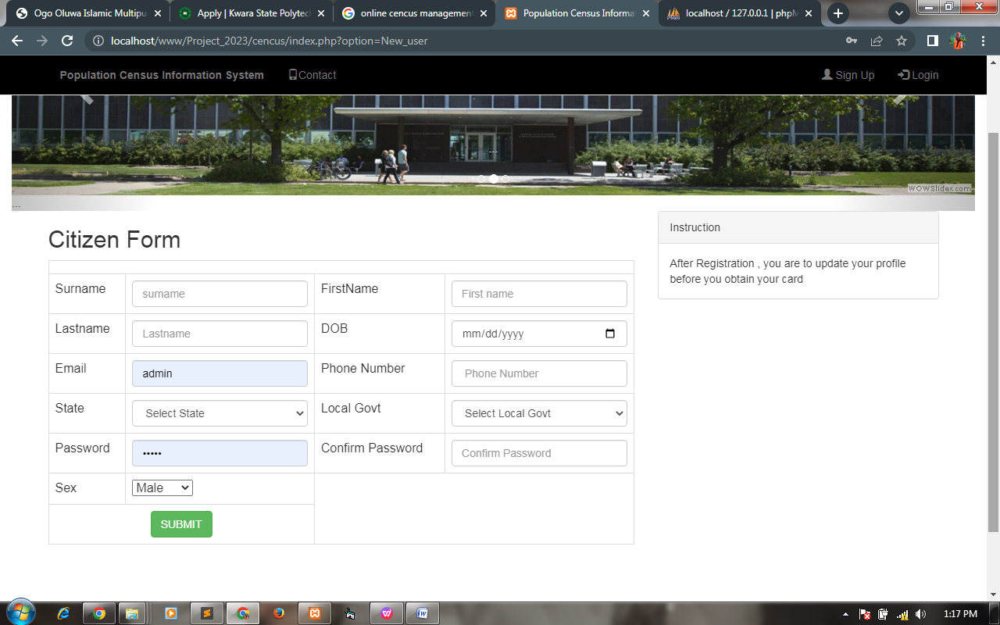 Ogo Oluwa Islamic Multipu
Apply | Kwara State Polytech
online cencus management
Population Census Informa
localhost / 127.0.0.1 | phpM
localhost/www/Project_2023/cencus/index.php?option=New_user
Population Census Information System
Contact
Sign Up
Login
...
WOWSlider.com
...
Citizen Form
Instruction
After Registration , you are to update your profile
before you obtain your card
Surname
surname
FirstName
First name
Lastname
Lastname
DOB
mm/dd/yyyy
Email
admin
Phone Number
Phone Number
State
Select State
Local Govt
Select Local Govt
Password
•••••
Confirm Password
Confirm Password
Sex
Male
SUBMIT
1:17 PM